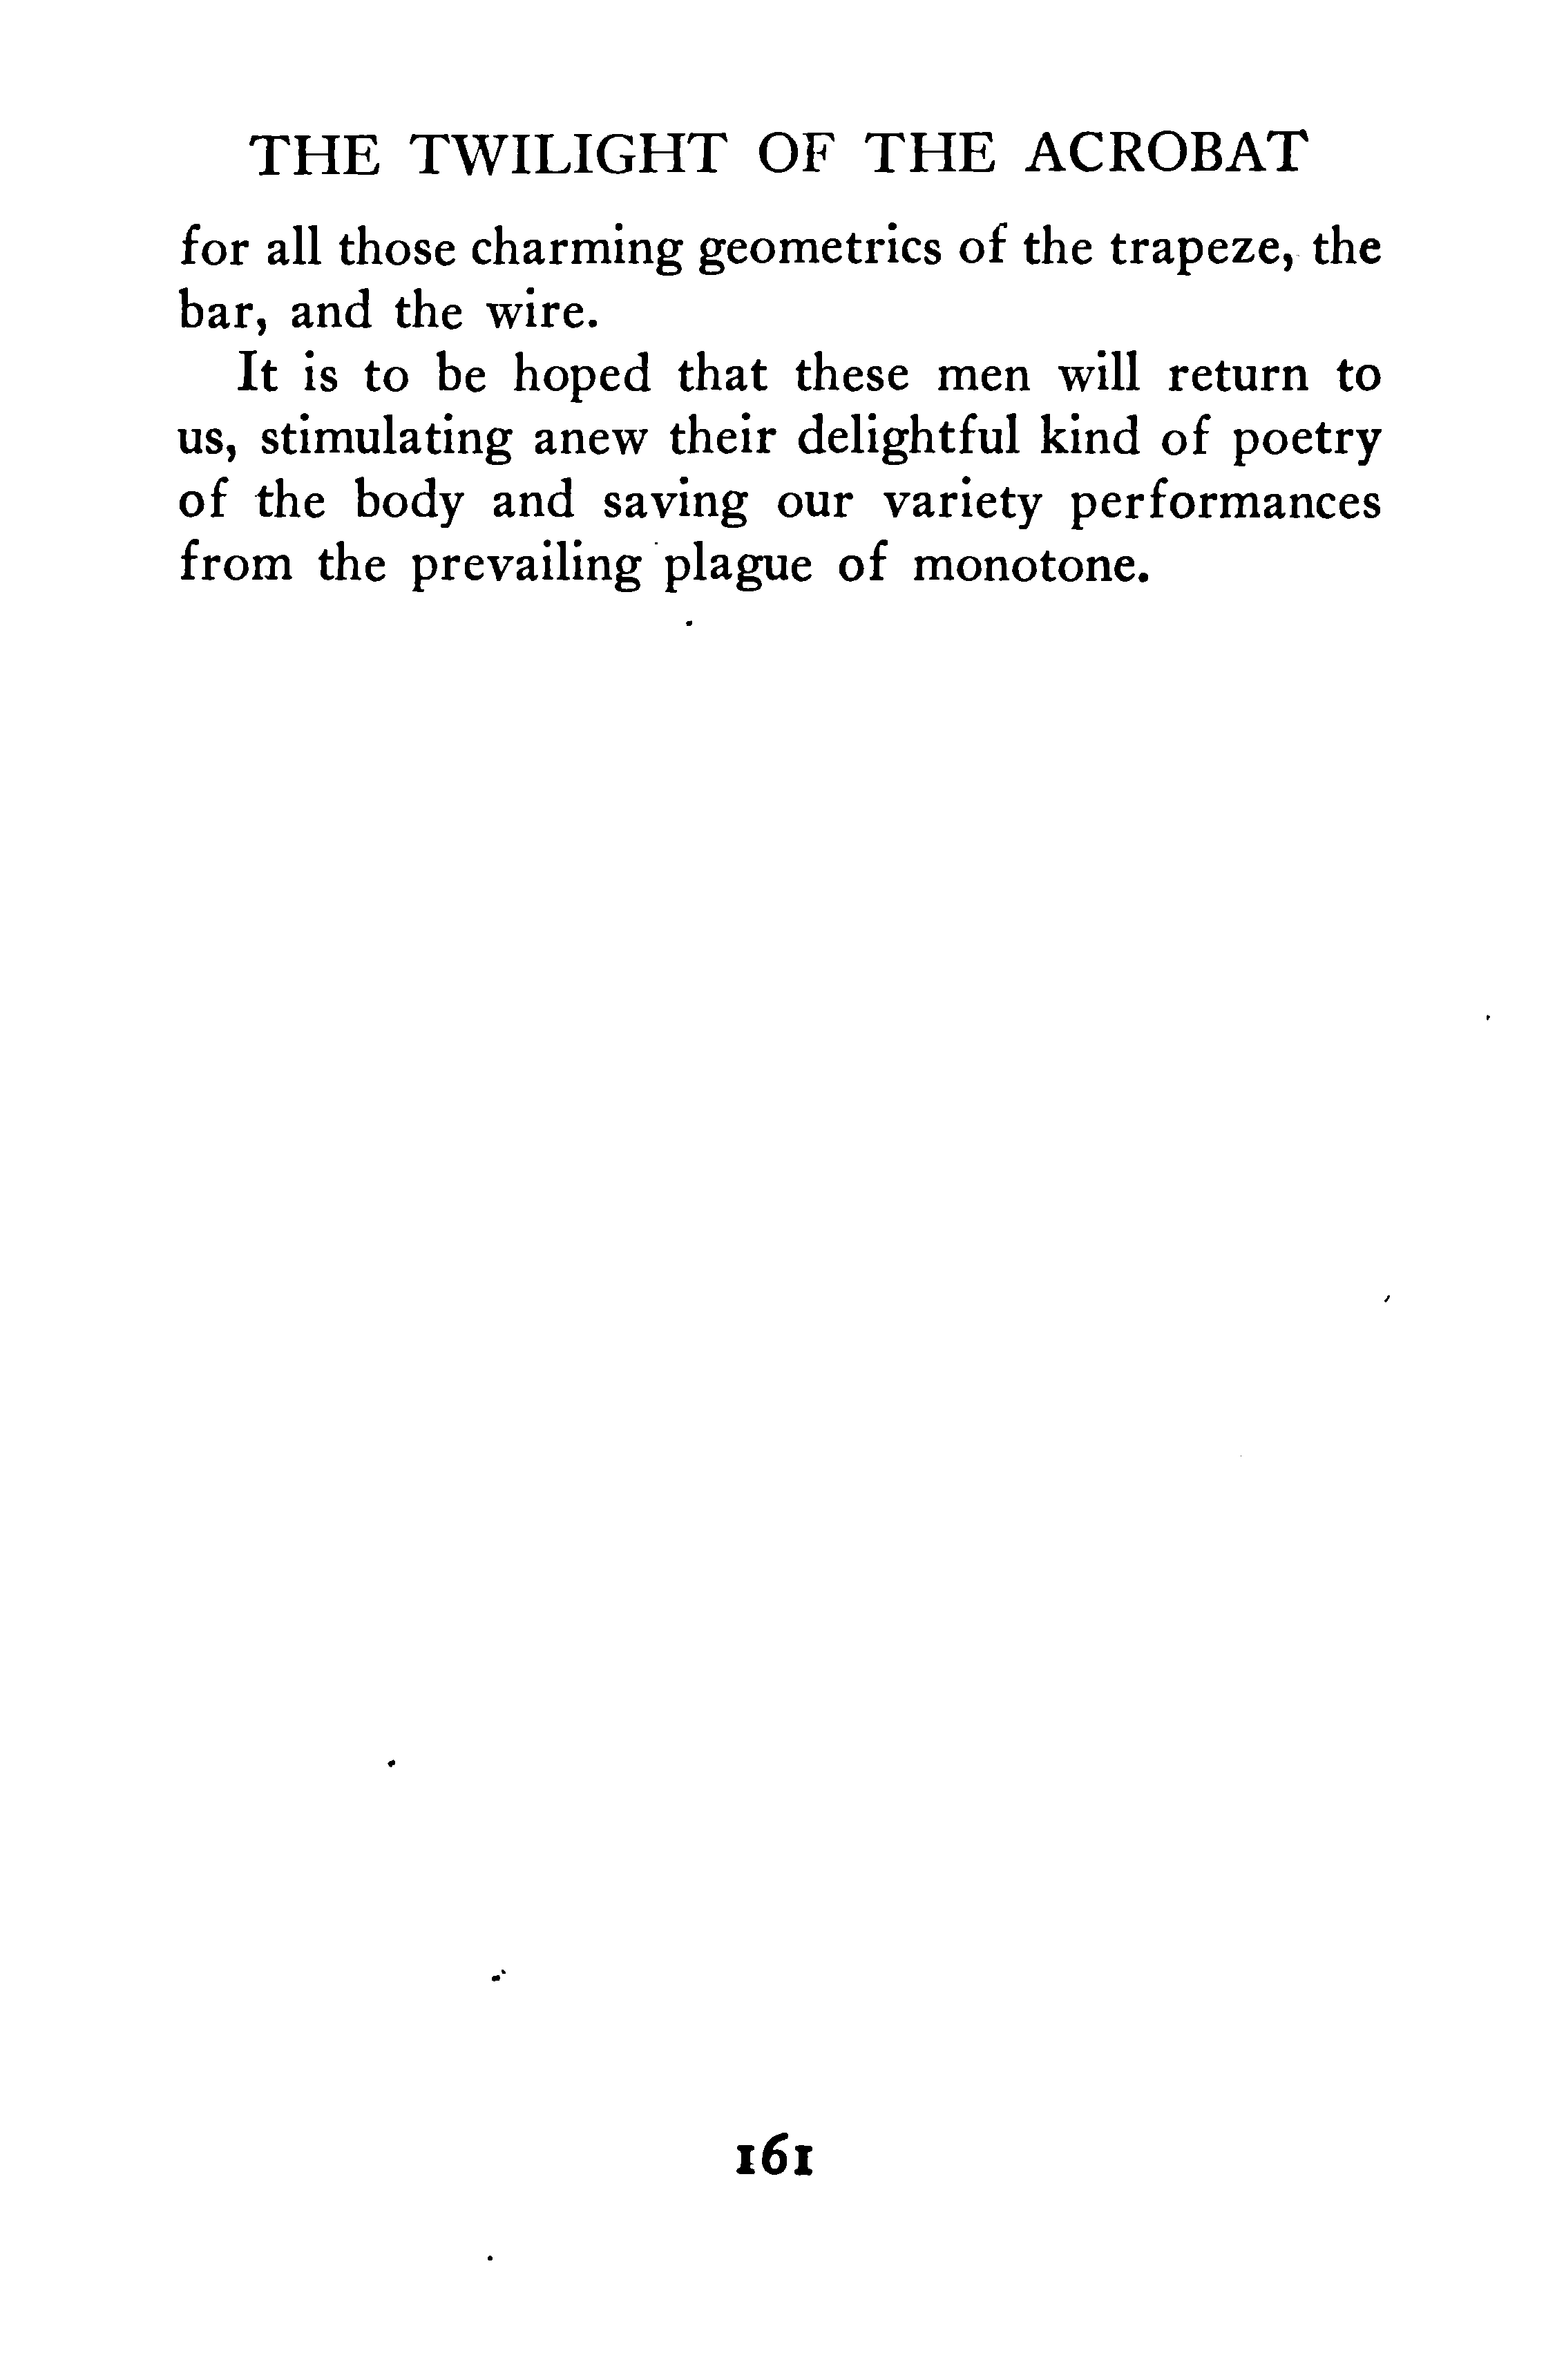 THE TWILIGHT OF THE ACROBAT
for all those charming geometrics of the trapeze, the
bar, and the wire.
It is to be hoped that these men will return to
us, stimulating anew their delightful kind of poetry
of the body and saving our variety performances
from the prevailing plague of monotone.
161